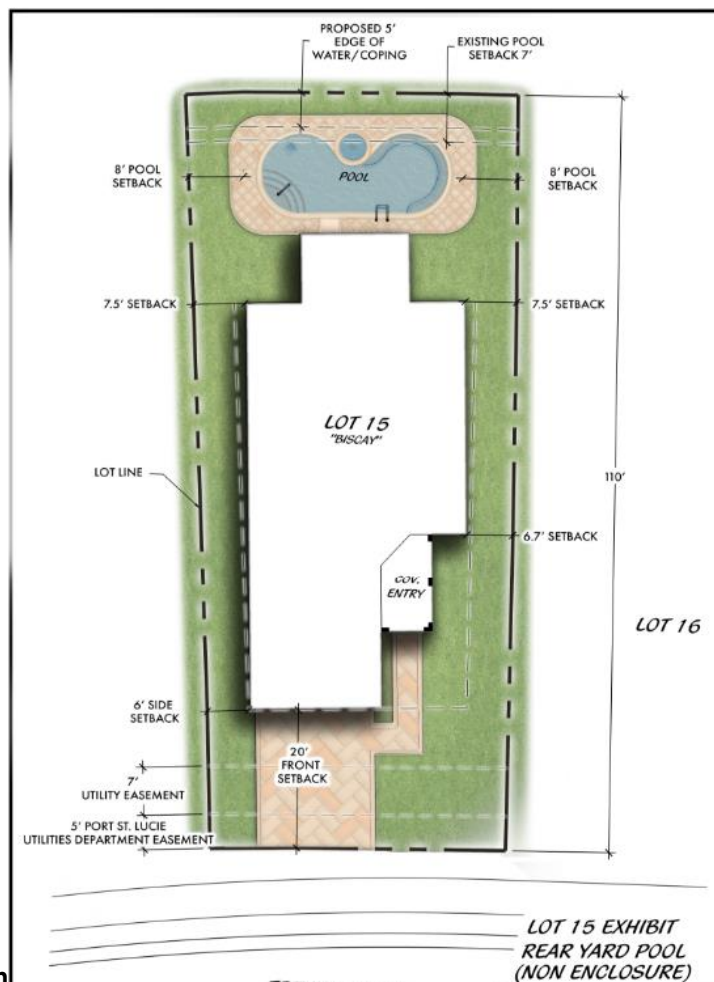 PROPOSED 5'
EDGE OF
WATER/COPING
EXISTING POOL
SETBACK 7'
8' POOL
SETBACK
POOL
8' POOL
SETBACK
7.5' SETBACK
7.5' SETBACK
LOT 15
"BISCAY"
LOT LINE
110'
6.7' SETBACK
COV.
ENTRY
LOT 16
6' SIDE
SETBACK
20'
FRONT
SETBACK
7'
UTILITY EASEMENT
5' PORT ST. LUCIE
UTILITIES DEPARTMENT EASEMENT
LOT 15 EXHIBIT
REAR YARD POOL
(NON ENCLOSURE)